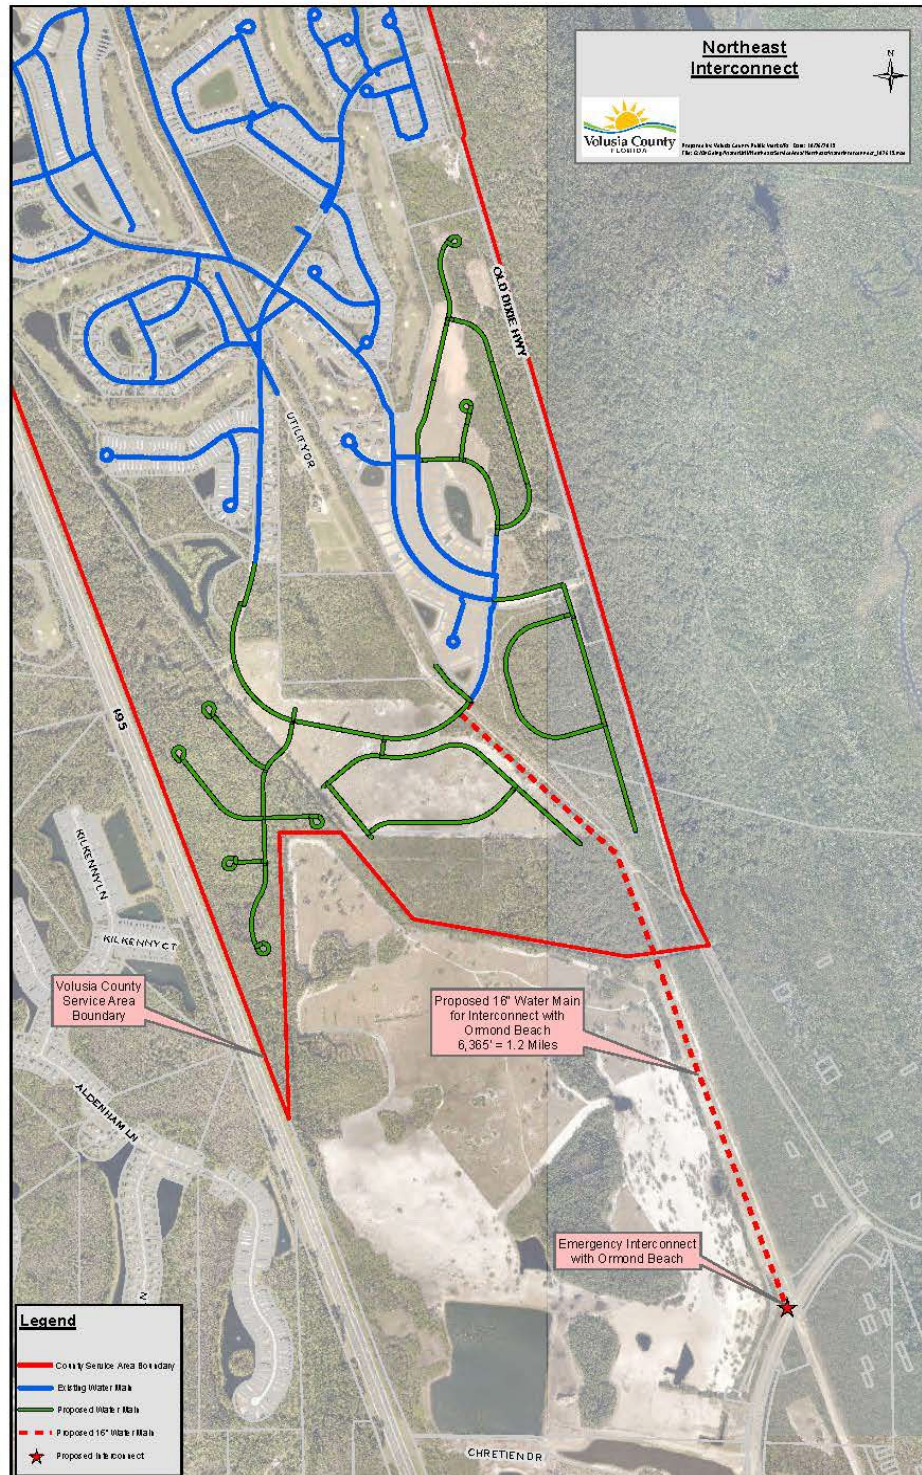 Northeast
Interconnect
N
Volusia County
FLORIDA
OLD DIXIE HWY
UTILITY DR
I95
KILKENNY LN
KILKENNY CT
Volusia County
Service Area
Boundary
Proposed 16" Water Main
for Interconnect with
Ormond Beach
6,365' = 1.2 Miles
ALDENHAM LN
Emergency Interconnect
with Ormond Beach
Legend
County Service Area Boundary
Existing Water Main
Proposed Water Main
Proposed 16" Water Main
Proposed Interconnect
CHRETIEN DR